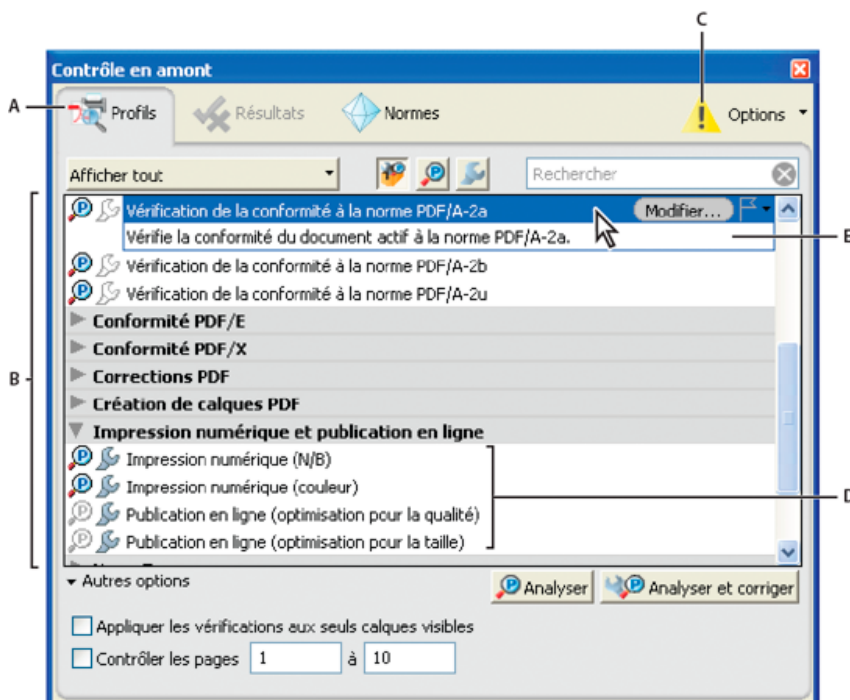 C
Contrôle en amont
A
Profils
Résultats
Normes
Options
Afficher tout
Rechercher
Vérification de la conformité à la norme PDF/A-2a
Modifier...
Vérifie la conformité du document actif à la norme PDF/A-2a.
E
Vérification de la conformité à la norme PDF/A-2b
Vérification de la conformité à la norme PDF/A-2u
Conformité PDF/E
Conformité PDF/X
B
Corrections PDF
Création de calques PDF
Impression numérique et publication en ligne
Impression numérique (N/B)
Impression numérique (couleur)
D
Publication en ligne (optimisation pour la qualité)
Publication en ligne (optimisation pour la taille)
Autres options
Analyser
Analyser et corriger
Appliquer les vérifications aux seuls calques visibles
Contrôler les pages 1 à 10